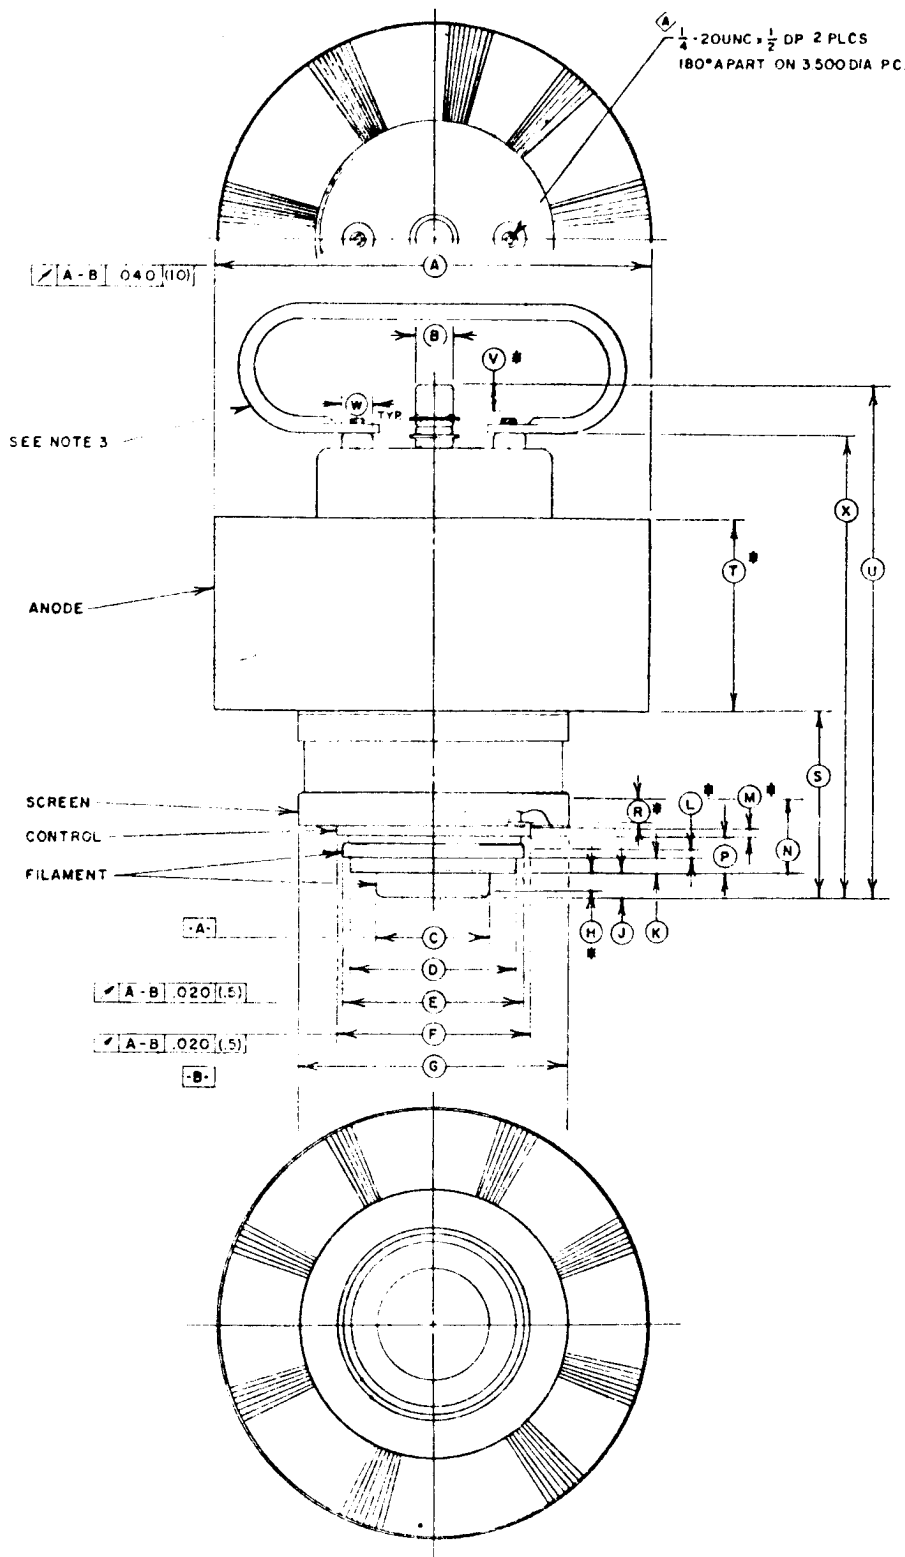 A
1/4-20UNC x 1/2 DP 2 PLCS
180° APART ON 3.500 DIA P.C.
A-B .040 (1.0)
A
B
V *
W TYP.
SEE NOTE 3
X
U
T *
ANODE
S
SCREEN
R *
L *
M *
CONTROL
P
N
FILAMENT
-A-
C
H *
J
K
D
A-B .020 (.5)
E
A-B .020 (.5)
F
-B-
G